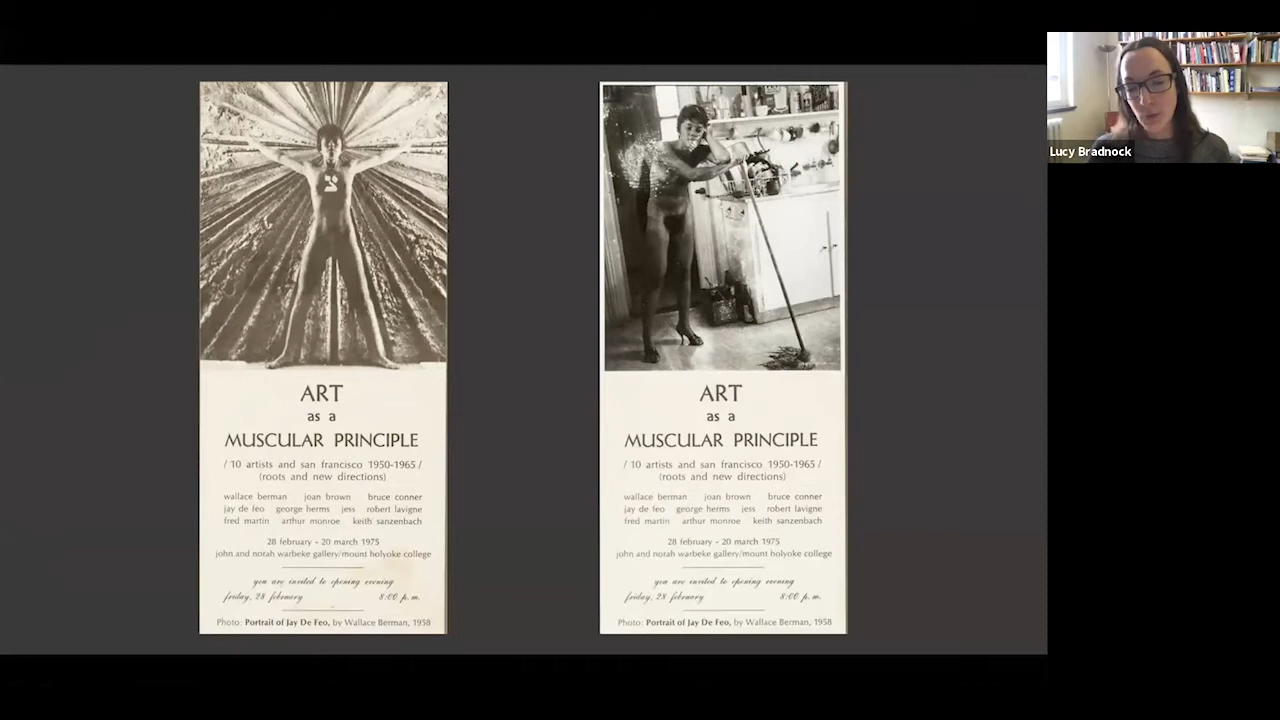 Lucy Bradnock
ART
as a
MUSCULAR PRINCIPLE
/ 10 artists and san francisco 1950-1965 /
(roots and new directions)
wallace berman joan brown bruce conner
jay de feo george herms jess robert lavigne
fred martin arthur monroe keith sanzenbach
28 february - 20 march 1975
john and norah warbeke gallery/mount holyoke college
you are invited to opening evening
friday, 28 february 8:00 p.m.
Photo: Portrait of Jay De Feo, by Wallace Berman, 1958
ART
as a
MUSCULAR PRINCIPLE
/ 10 artists and san francisco 1950-1965 /
(roots and new directions)
wallace berman joan brown bruce conner
jay de feo george herms jess robert lavigne
fred martin arthur monroe keith sanzenbach
28 february - 20 march 1975
john and norah warbeke gallery/mount holyoke college
you are invited to opening evening
friday, 28 february 8:00 p.m.
Photo: Portrait of Jay De Feo, by Wallace Berman, 1958